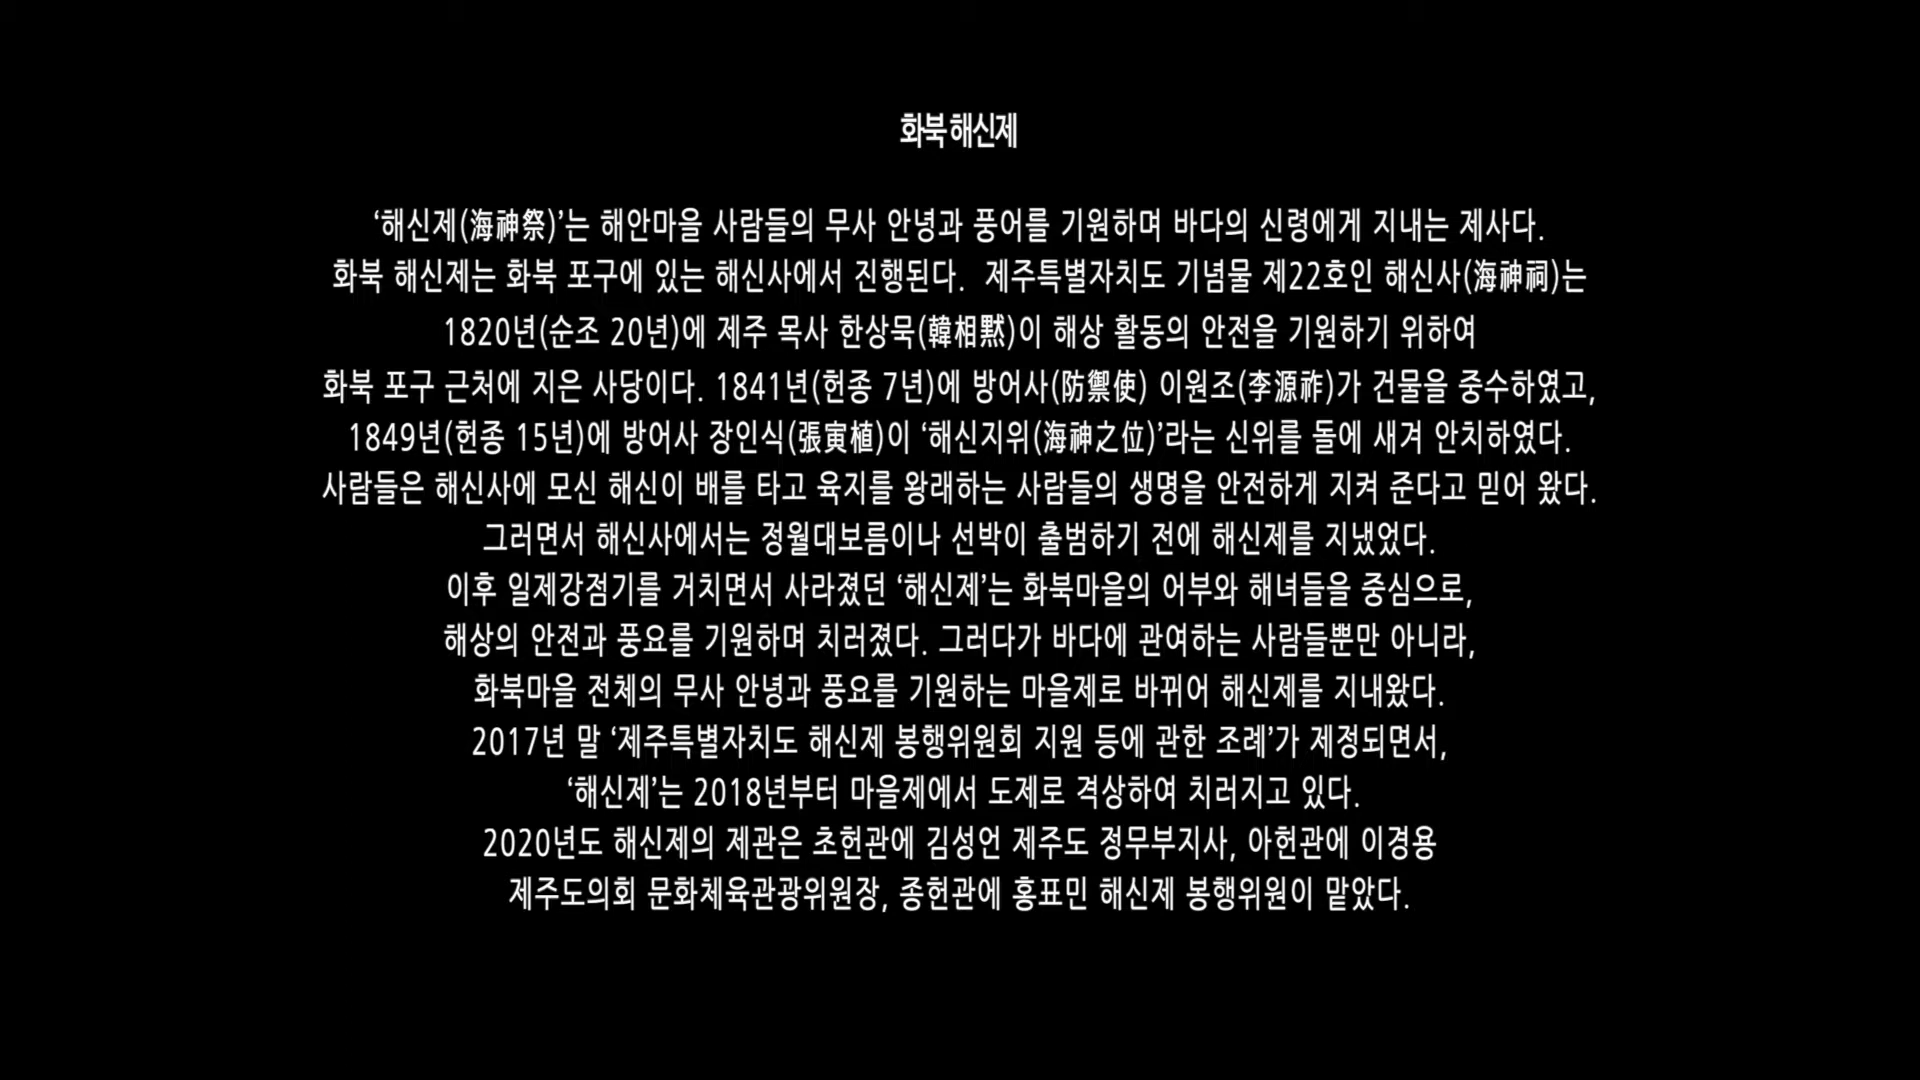 화북 해신제
‘해신제(海神祭)’는 해안마을 사람들의 무사 안녕과 풍어를 기원하며 바다의 신령에게 지내는 제사다.
화북 해신제는 화북 포구에 있는 해신사에서 진행된다. 제주특별자치도 기념물 제22호인 해신사(海神祠)는
1820년(순조 20년)에 제주 목사 한상묵(韓相黙)이 해상 활동의 안전을 기원하기 위하여
화북 포구 근처에 지은 사당이다. 1841년(헌종 7년)에 방어사(防禦使) 이원조(李源祚)가 건물을 중수하였고,
1849년(헌종 15년)에 방어사 장인식(張寅植)이 ‘해신지위(海神之位)’라는 신위를 돌에 새겨 안치하였다.
사람들은 해신사에 모신 해신이 배를 타고 육지를 왕래하는 사람들의 생명을 안전하게 지켜 준다고 믿어 왔다.
그러면서 해신사에서는 정월대보름이나 선박이 출범하기 전에 해신제를 지냈었다.
이후 일제강점기를 거치면서 사라졌던 ‘해신제’는 화북마을의 어부와 해녀들을 중심으로,
해상의 안전과 풍요를 기원하며 치러졌다. 그러다가 바다에 관여하는 사람들뿐만 아니라,
화북마을 전체의 무사 안녕과 풍요를 기원하는 마을제로 바뀌어 해신제를 지내왔다.
2017년 말 ‘제주특별자치도 해신제 봉행위원회 지원 등에 관한 조례’가 제정되면서,
‘해신제’는 2018년부터 마을제에서 도제로 격상하여 치러지고 있다.
2020년도 해신제의 제관은 초헌관에 김성언 제주도 정무부지사, 아헌관에 이경용
제주도의회 문화체육관광위원장, 종헌관에 홍표민 해신제 봉행위원이 맡았다.